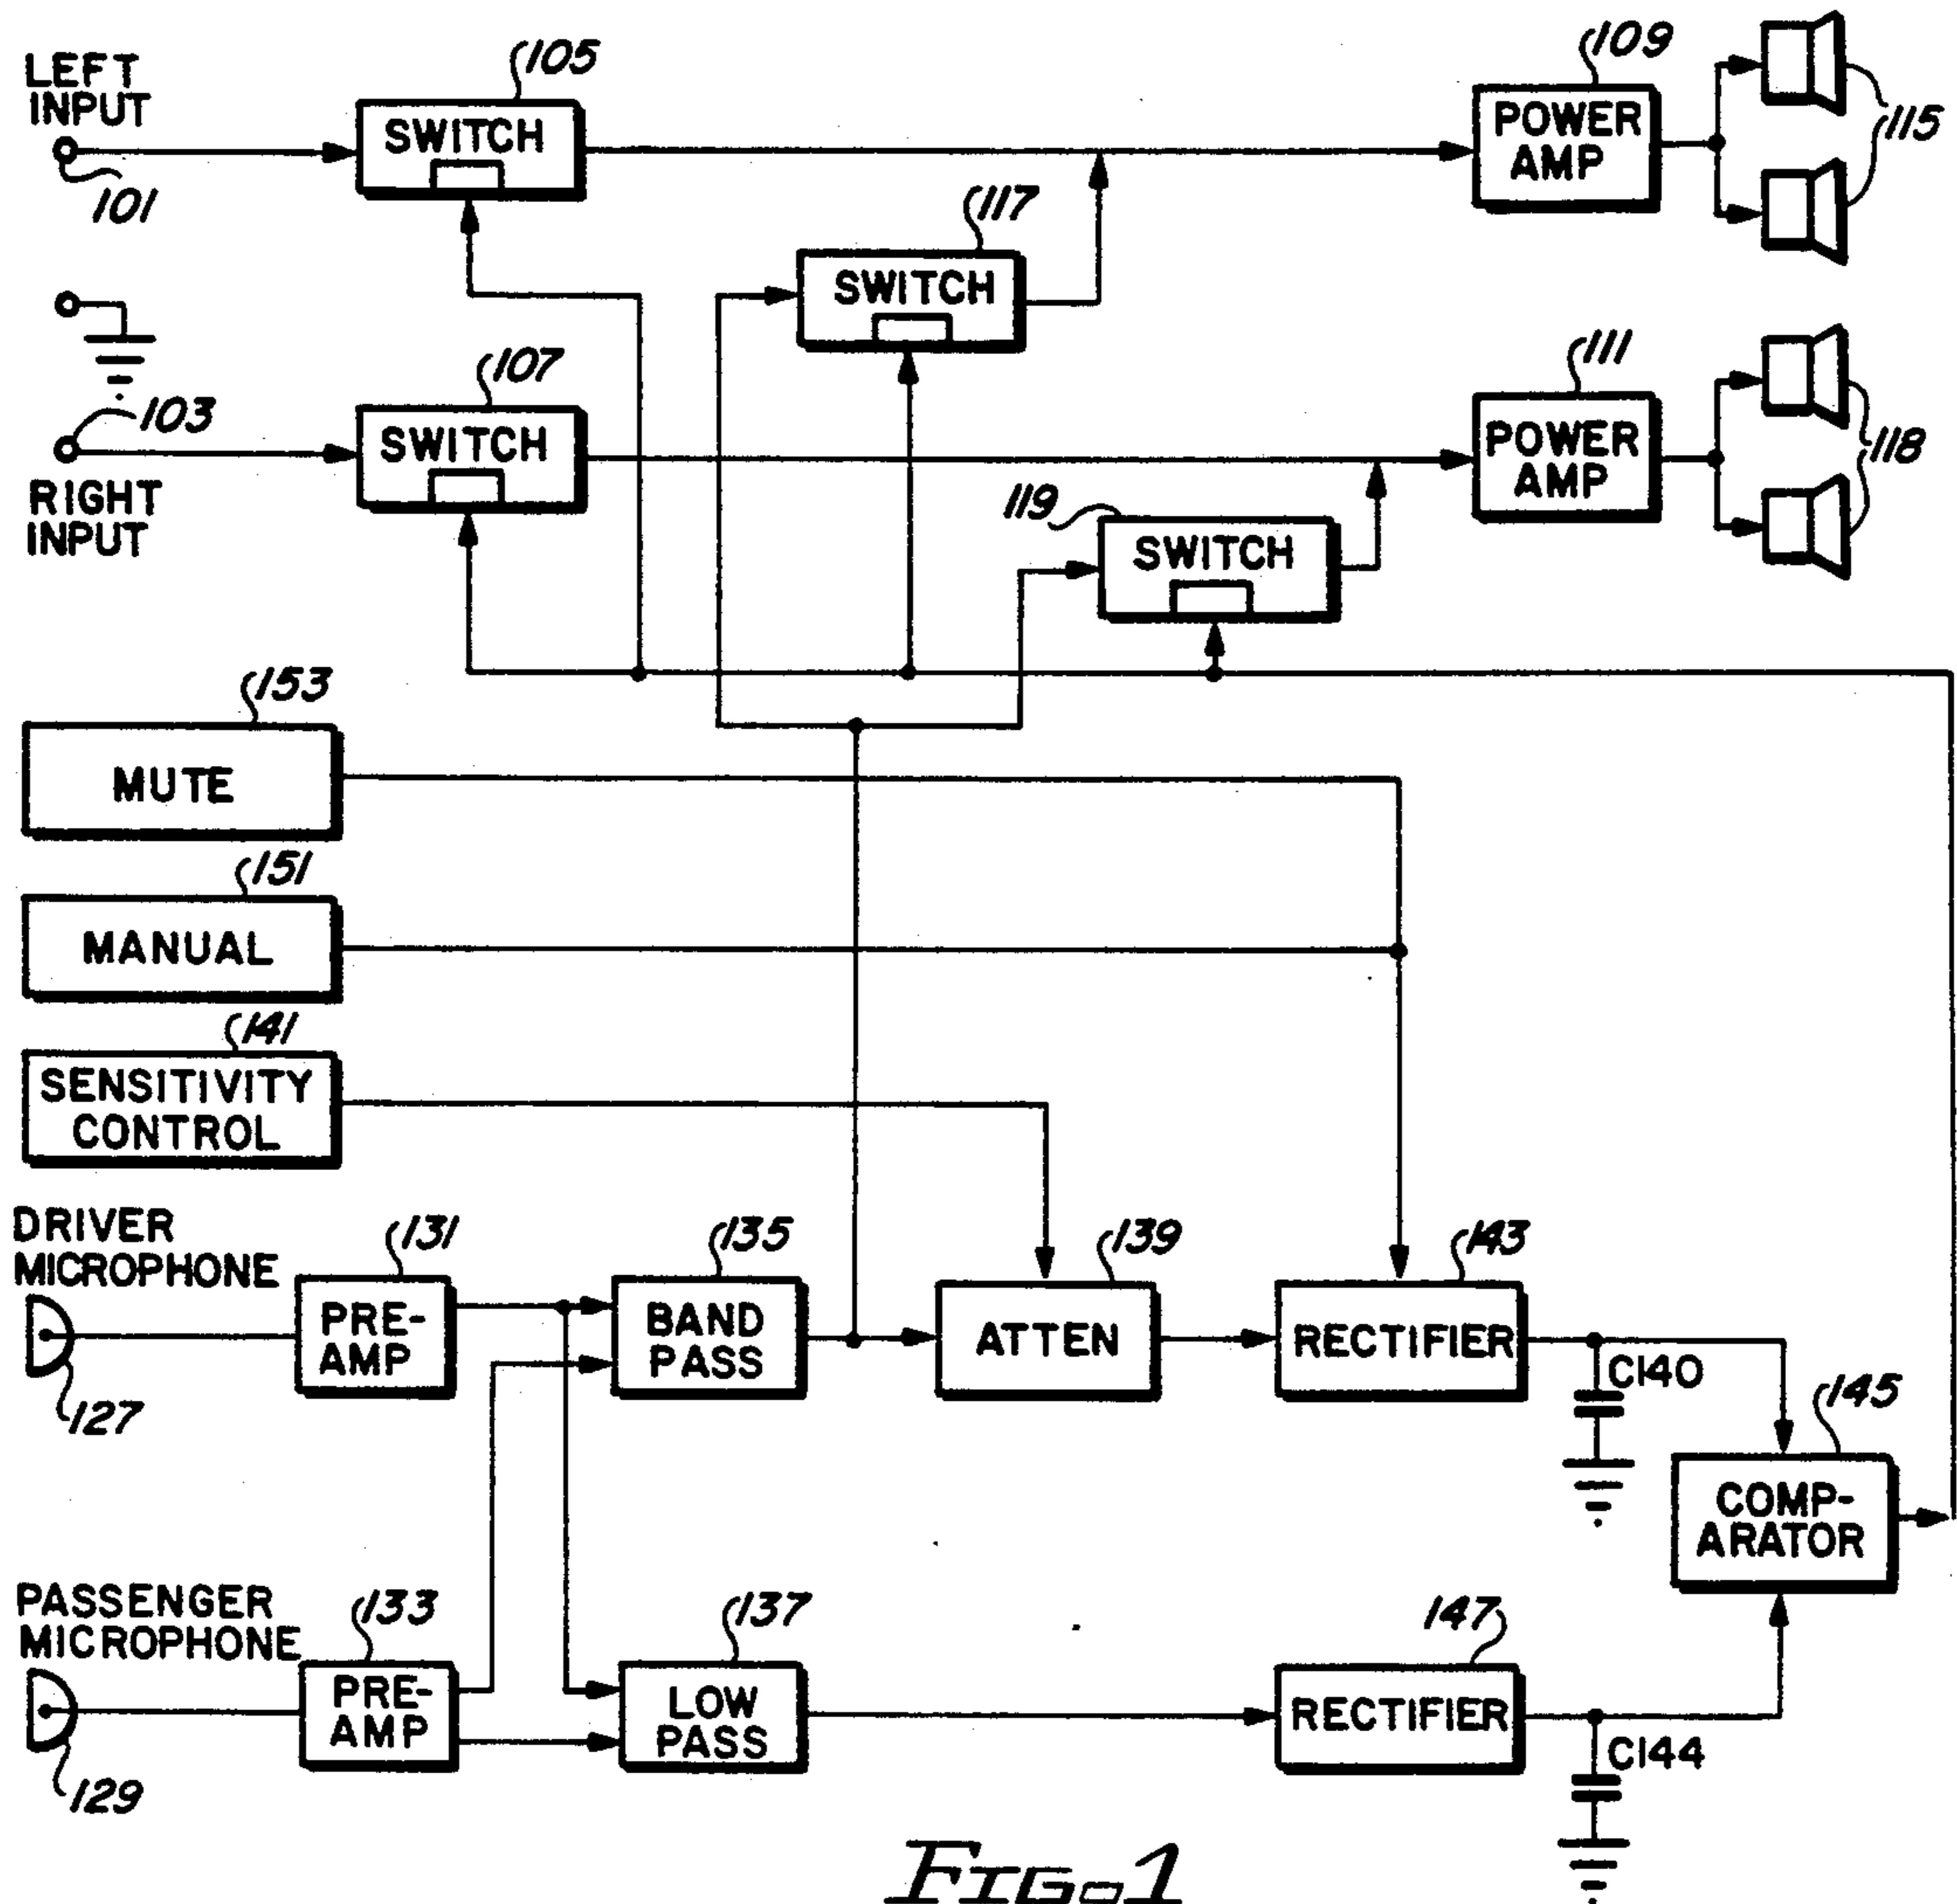 LEFT
INPUT
101
105
SWITCH
109
POWER
AMP
115
117
SWITCH
103
RIGHT
INPUT
107
SWITCH
111
POWER
AMP
118
119
SWITCH
153
MUTE
151
MANUAL
141
SENSITIVITY
CONTROL
DRIVER
MICROPHONE
127
131
PRE-
AMP
135
BAND
PASS
139
ATTEN
143
RECTIFIER
C140
145
COMP-
ARATOR
PASSENGER
MICROPHONE
129
133
PRE-
AMP
137
LOW
PASS
147
RECTIFIER
C144
FIG-1